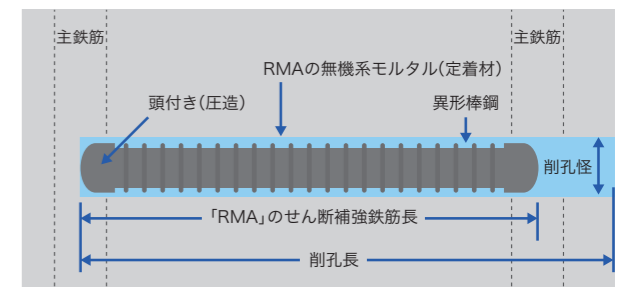 主鉄筋
主鉄筋
RMAの無機系モルタル(定着材)
頭付き(圧造)
異形棒鋼
削孔怪
「RMA」のせん断補強鉄筋長
削孔長